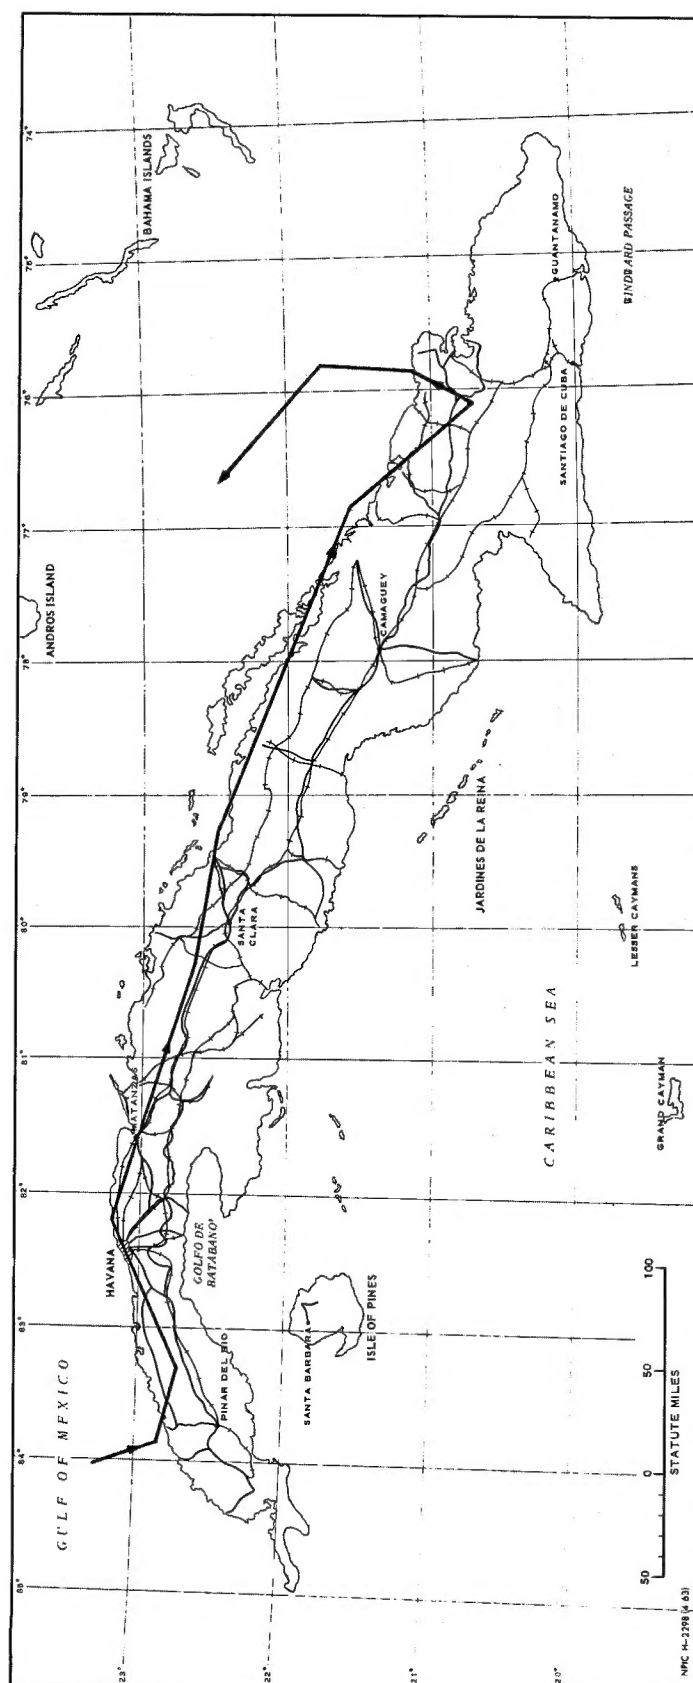 85°
84°
83°
82°
81°
80°
79°
78°
77°
76°
75°
74°
GULF OF MEXICO
HAVANA
ANDROS ISLAND
BAHAMA ISLANDS
23°
MATANZAS
GOLFO DE
BATABANO
PINAR DEL RIO
SANTA
CLARA
22°
SANTA BARBARA
ISLE OF PINES
CAMAGUEY
21°
JARDINES DE LA REINA
CARIBBEAN SEA
GUANTANAMO
SANTIAGO DE CUBA
20°
WINDWARD PASSAGE
LESSER CAYMANS
GRAND CAYMAN
50 0 50 100
STATUTE MILES
NPIC H-2298 (4 63)